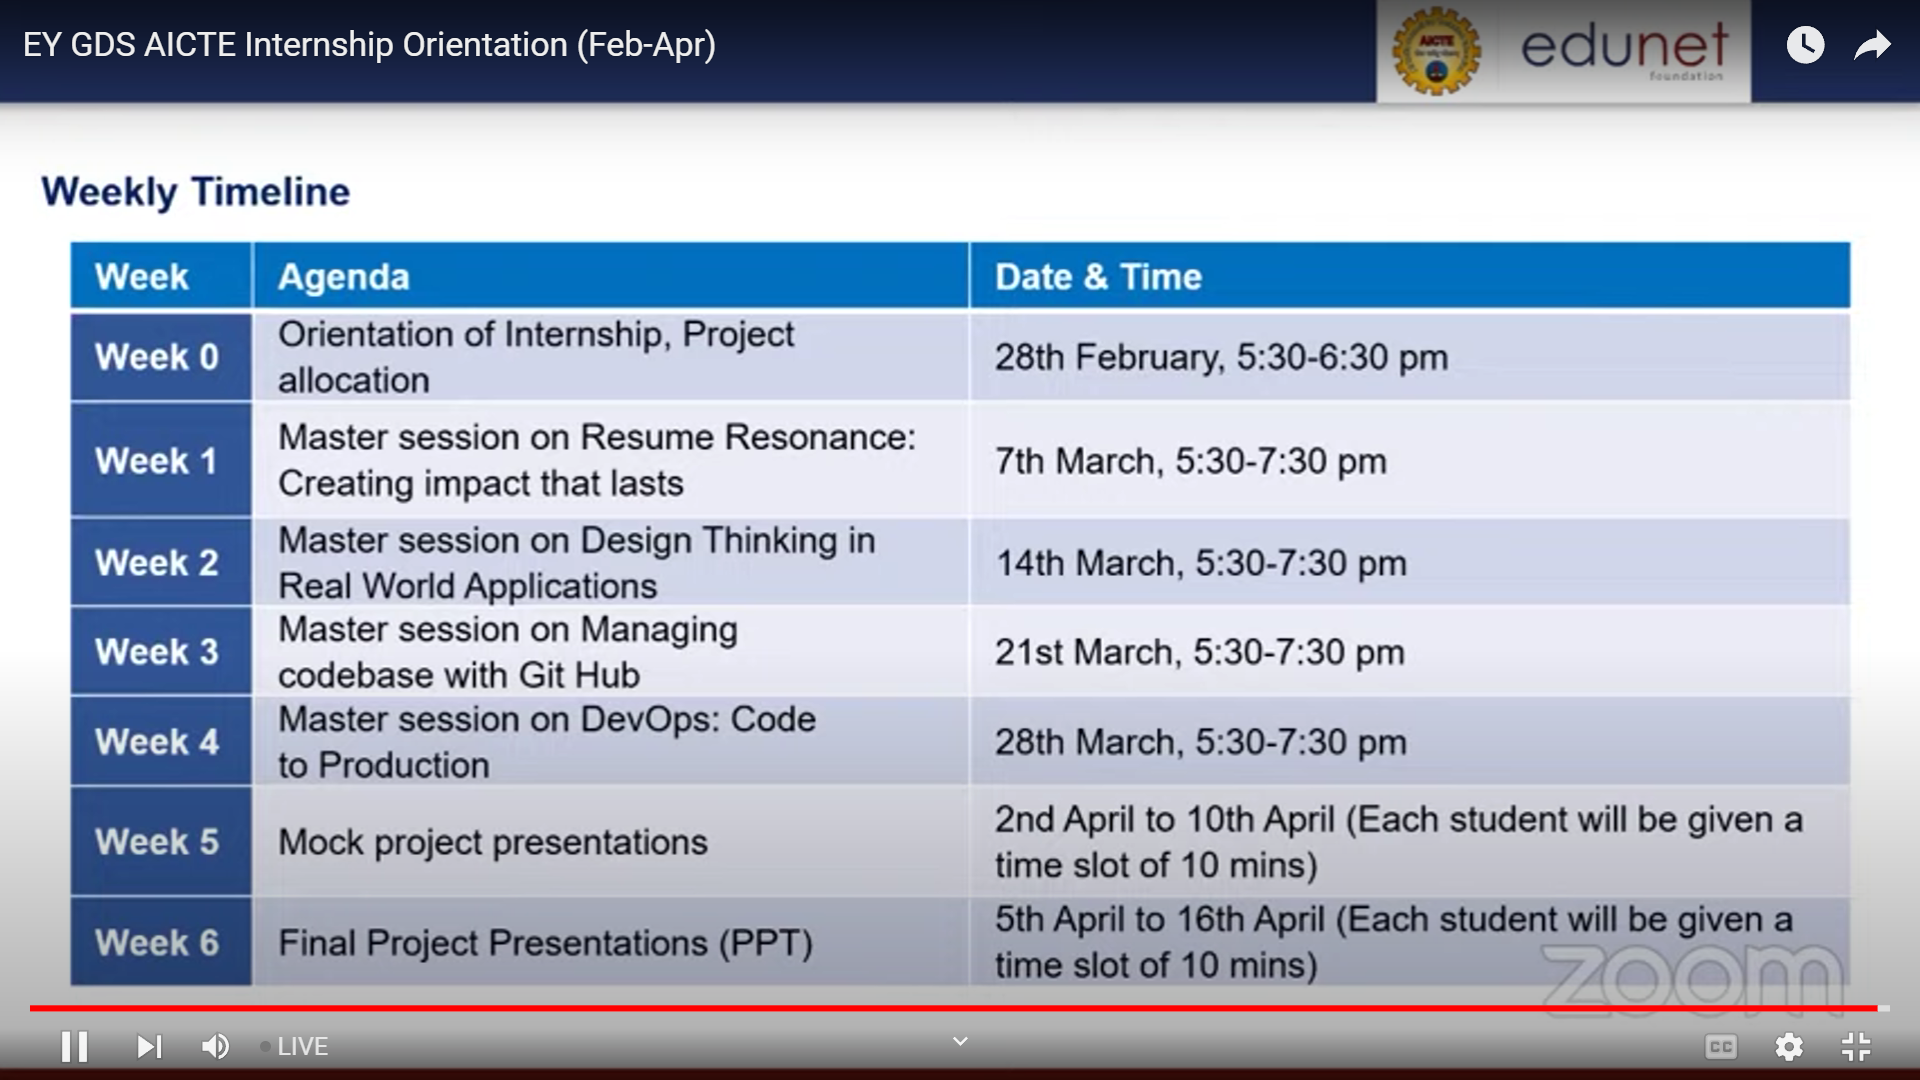 EY GDS AICTE Internship Orientation (Feb-Apr)
AICTE
edunet
foundation
Weekly Timeline
Week Agenda Date & Time
Week 0 Orientation of Internship, Project
allocation
28th February, 5:30-6:30 pm
Week 1 Master session on Resume Resonance:
Creating impact that lasts
7th March, 5:30-7:30 pm
Week 2 Master session on Design Thinking in
Real World Applications
14th March, 5:30-7:30 pm
Week 3 Master session on Managing
codebase with Git Hub
21st March, 5:30-7:30 pm
Week 4 Master session on DevOps: Code
to Production
28th March, 5:30-7:30 pm
Week 5 Mock project presentations
2nd April to 10th April (Each student will be given a
time slot of 10 mins)
Week 6 Final Project Presentations (PPT)
5th April to 16th April (Each student will be given a
time slot of 10 mins)
zoom
LIVE
CC